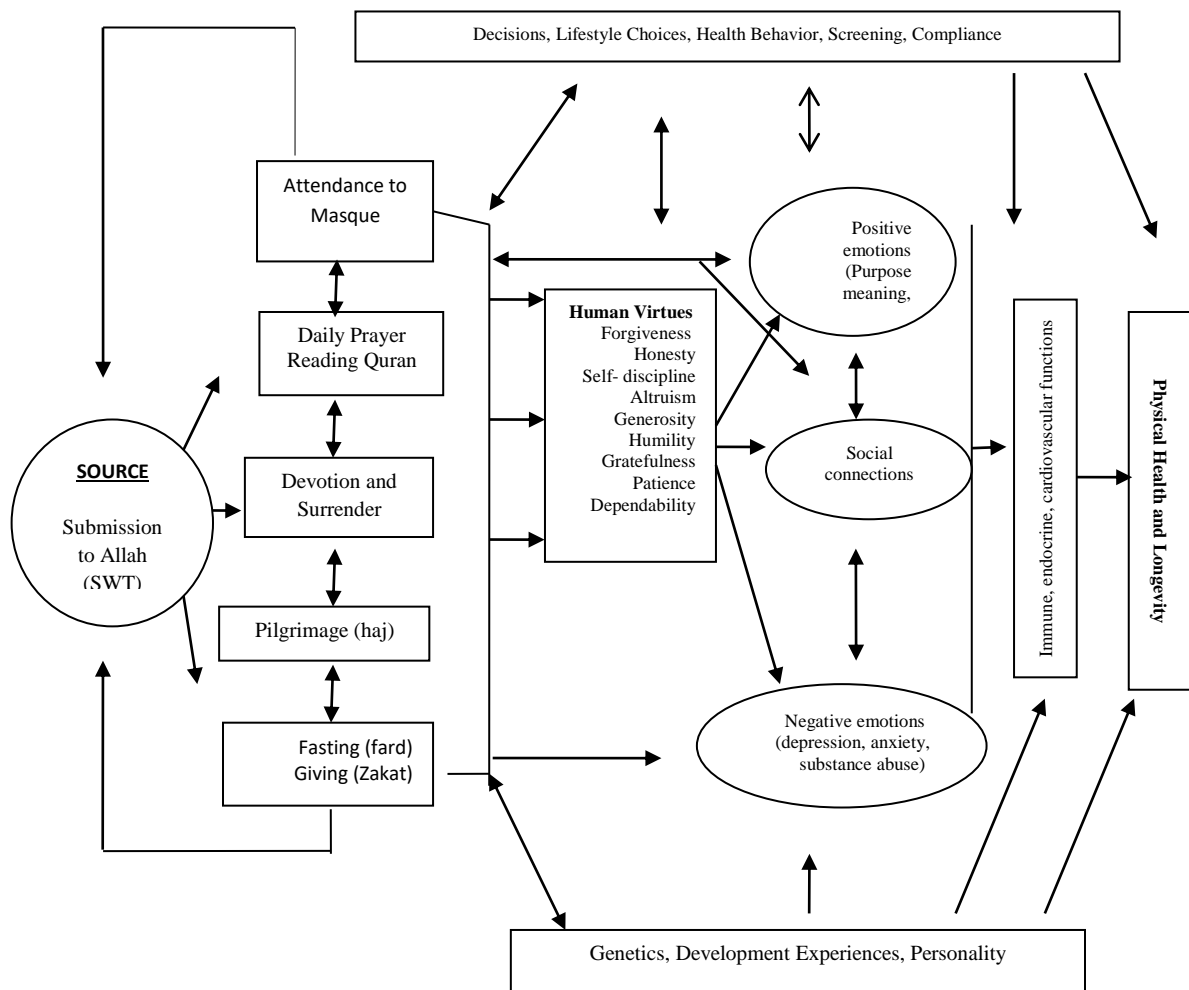 Decisions, Lifestyle Choices, Health Behavior, Screening, Compliance
Attendance to
Masque
Daily Prayer
Reading Quran
Devotion and
Surrender
Pilgrimage (haj)
Fasting (fard)
Giving (Zakat)
SOURCE
Submission
to Allah
(SWT)
Human Virtues
Forgiveness
Honesty
Self- discipline
Altruism
Generosity
Humility
Gratefulness
Patience
Dependability
Positive
emotions
(Purpose
meaning,
Social
connections
Negative emotions
(depression, anxiety,
substance abuse)
Immune, endocrine, cardiovascular functions
Physical Health and Longevity
Genetics, Development Experiences, Personality